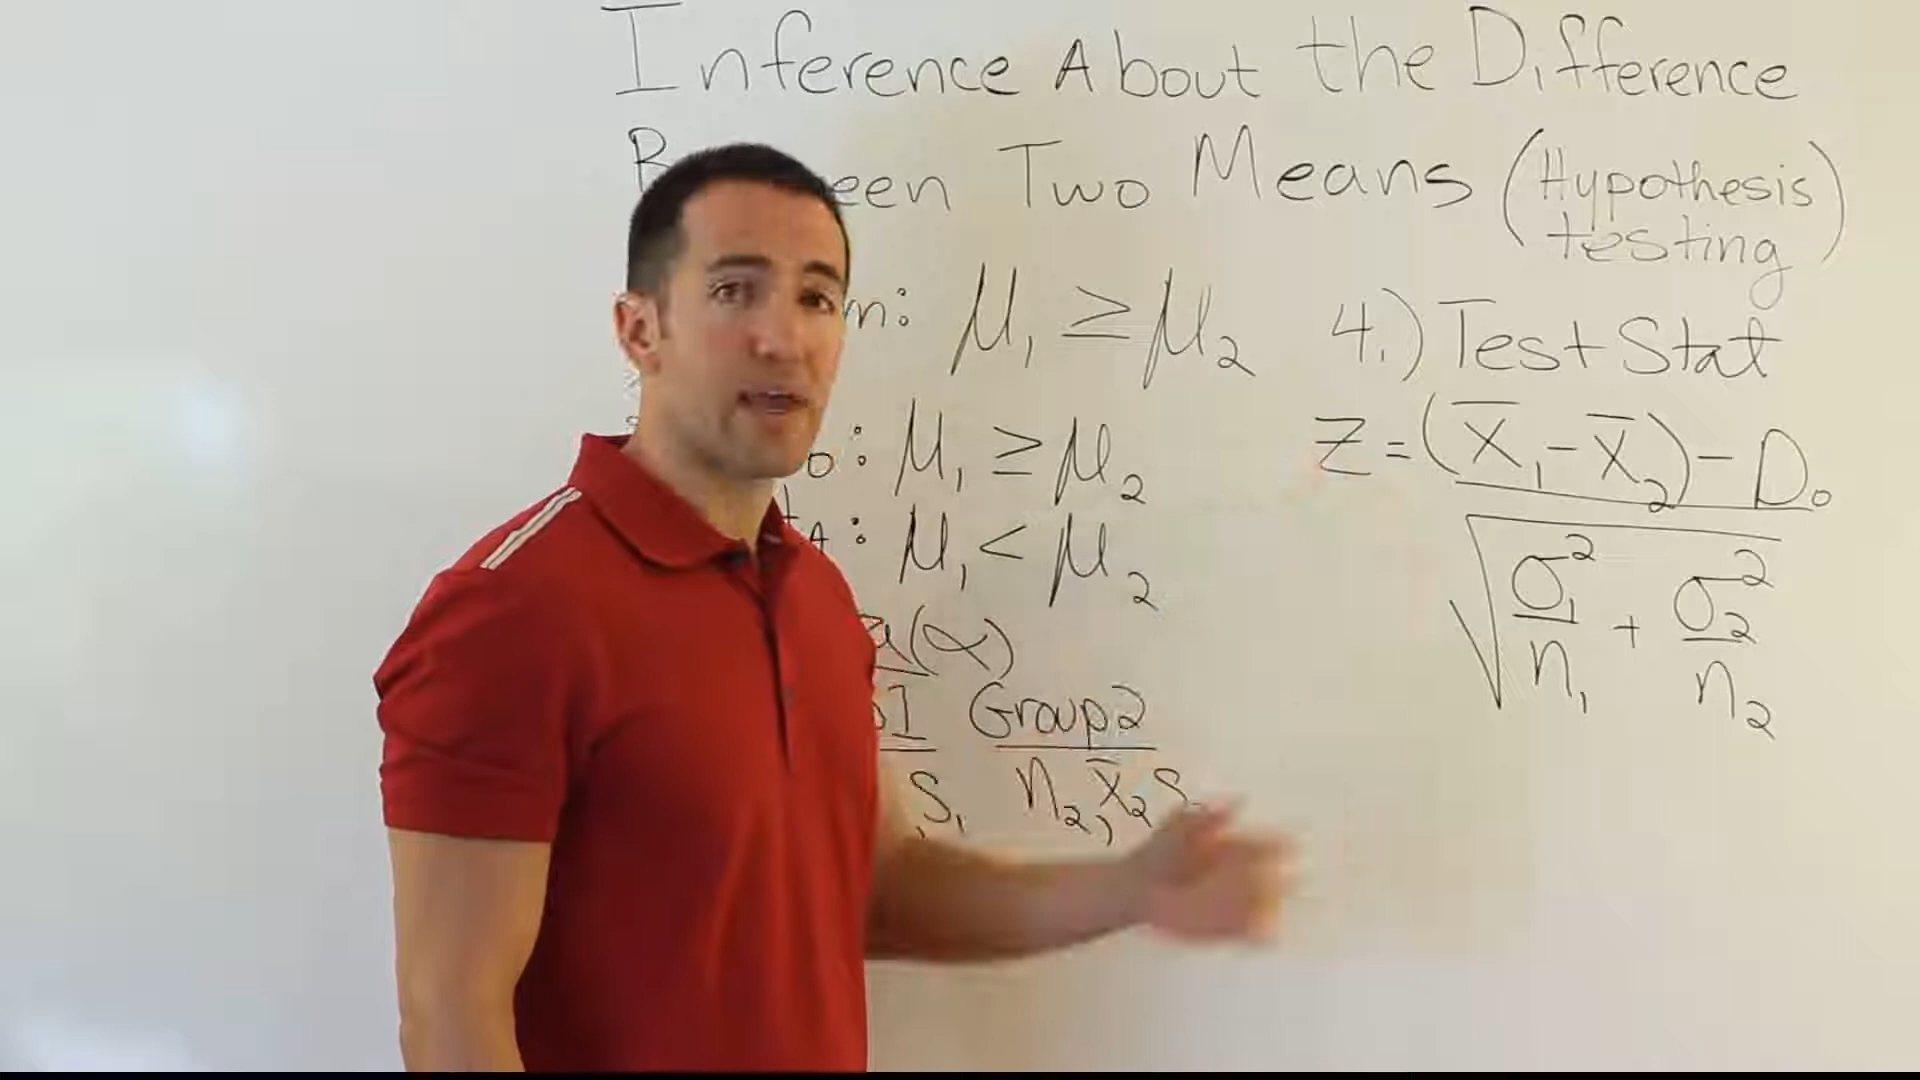 Inference About the Difference
Two Means (Hypothesis
testing)
μ₁ ≥ μ₂
: μ₁ ≥ μ₂
: μ₁ < μ₂
(α)
Group 2
S₁ n₂, x̄₂
4.) Test Stat
Z = (x̄₁ - x̄₂) - D₀
√ σ₁² + σ₂²
n₁ n₂